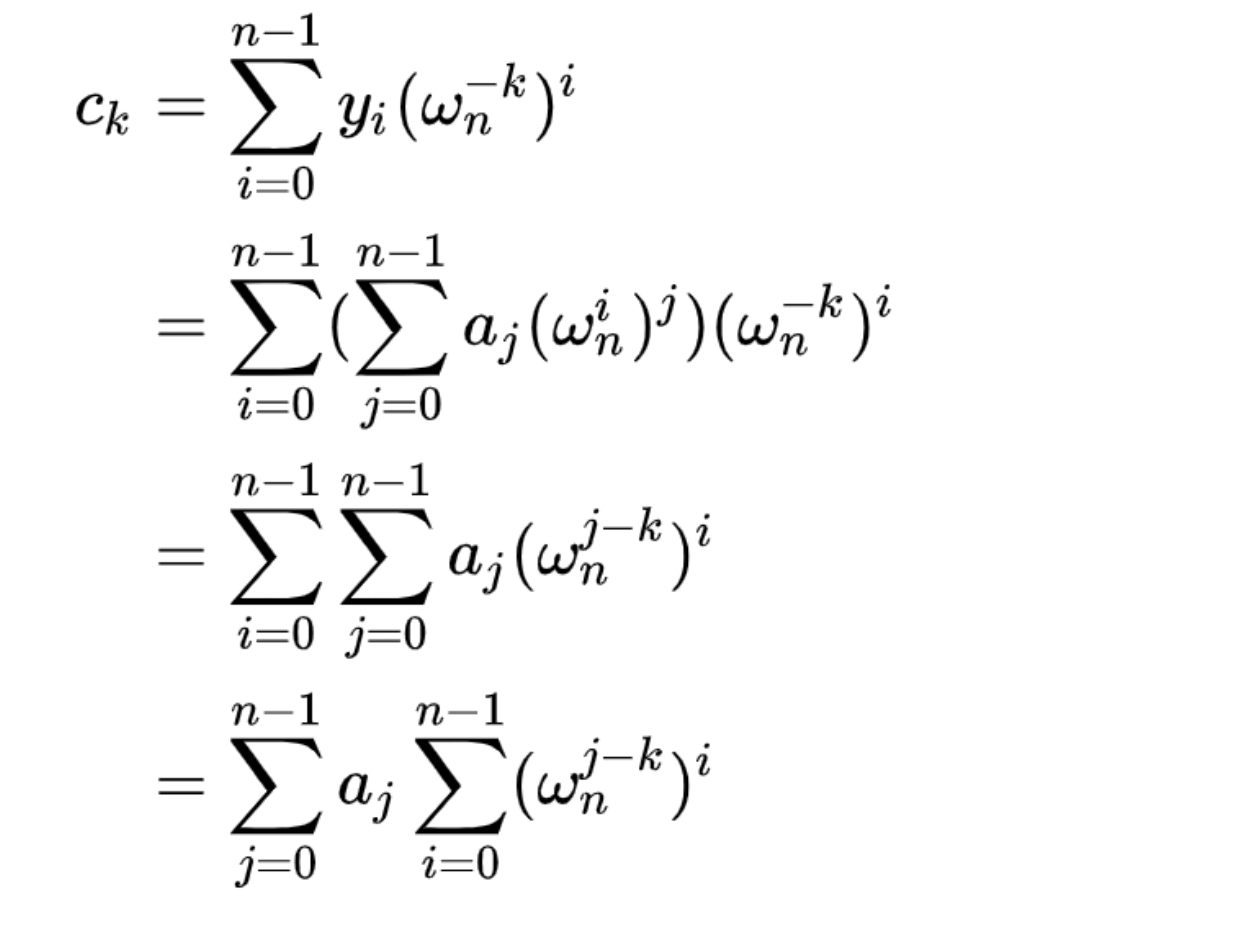 c_k = \sum_{i=0}^{n-1} y_i (\omega_n^{-k})^i
= \sum_{i=0}^{n-1} (\sum_{j=0}^{n-1} a_j (\omega_n^i)^j) (\omega_n^{-k})^i
= \sum_{i=0}^{n-1} \sum_{j=0}^{n-1} a_j (\omega_n^{j-k})^i
= \sum_{j=0}^{n-1} a_j \sum_{i=0}^{n-1} (\omega_n^{j-k})^i